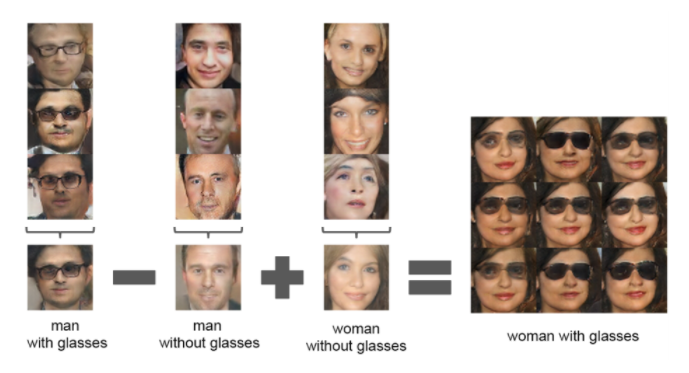 man
with glasses
man
without glasses
woman
without glasses
woman with glasses